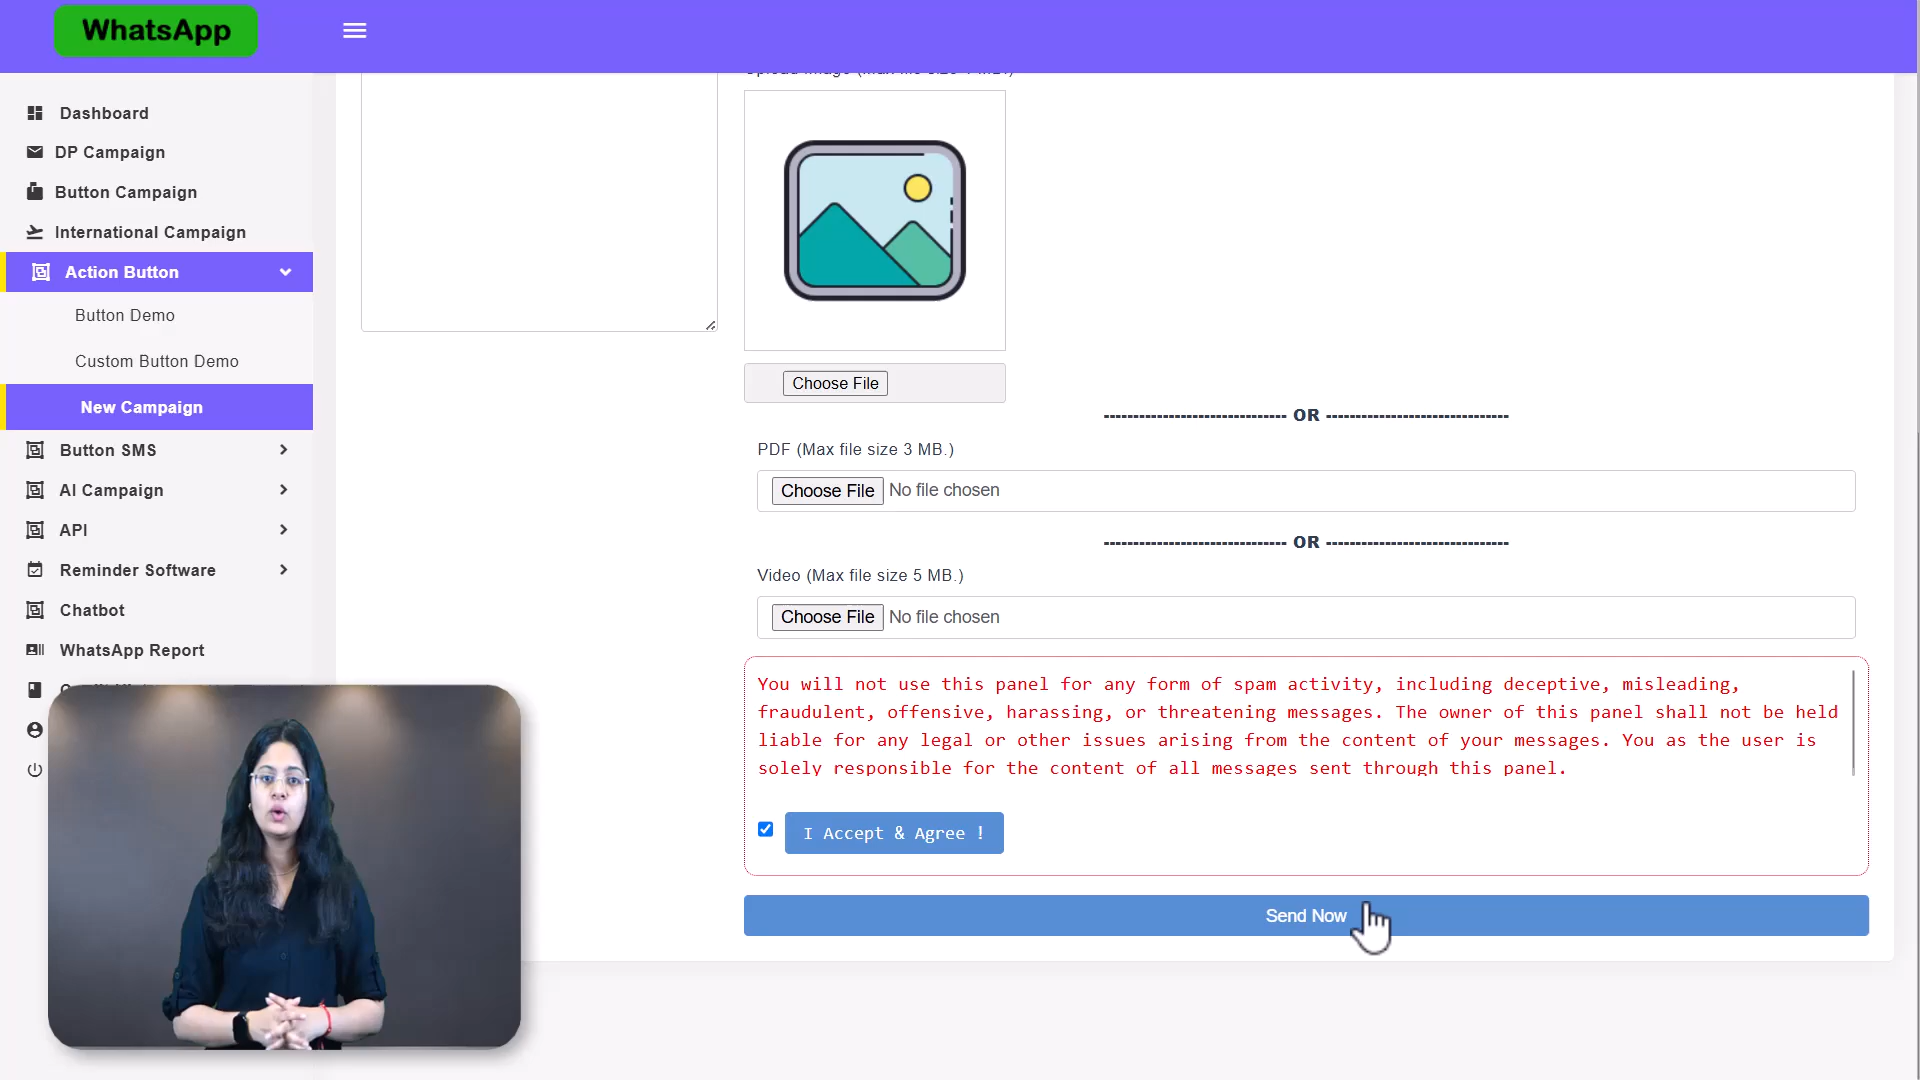 WhatsApp
Dashboard
DP Campaign
Button Campaign
International Campaign
Action Button
Button Demo
Custom Button Demo
New Campaign
Button SMS
AI Campaign
API
Reminder Software
Chatbot
WhatsApp Report
Choose File
------------------------------- OR -------------------------------
PDF (Max file size 3 MB.)
Choose File No file chosen
------------------------------- OR -------------------------------
Video (Max file size 5 MB.)
Choose File No file chosen
You will not use this panel for any form of spam activity, including deceptive, misleading,
fraudulent, offensive, harassing, or threatening messages. The owner of this panel shall not be held
liable for any legal or other issues arising from the content of your messages. You as the user is
solely responsible for the content of all messages sent through this panel.
I Accept & Agree !
Send Now